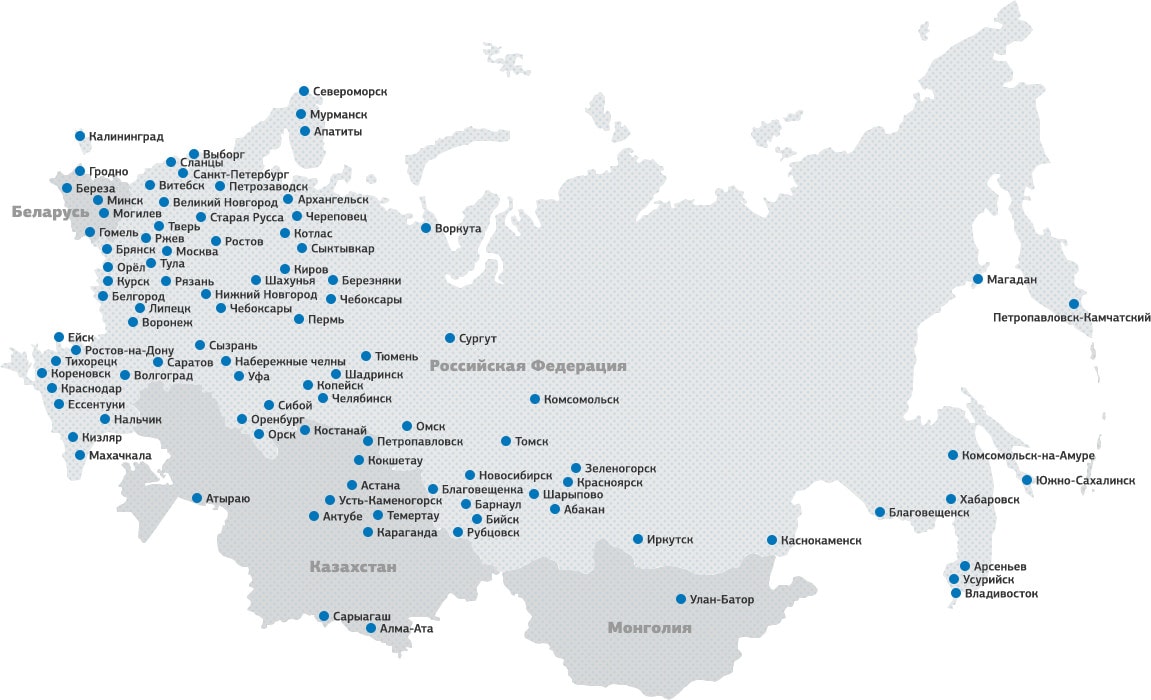 Североморск
Мурманск
Апатиты
Калининград
Выборг
Сланцы
Гродно
Санкт-Петербург
Береза
Витебск
Петрозаводск
Минск
Великий Новгород
Архангельск
Беларусь
Могилев
Старая Русса
Череповец
Тверь
Воркута
Гомель
Ржев
Ростов
Котлас
Брянск
Москва
Сыктывкар
Орёл
Тула
Киров
Курск
Рязань
Шахунья
Березняки
Магадан
Белгород
Нижний Новгород
Чебоксары
Липецк
Чебоксары
Петропавловск-Камчатский
Воронеж
Пермь
Ейск
Сургут
Ростов-на-Дону
Сызрань
Тихорецк
Саратов
Набережные челны
Тюмень
Российская Федерация
Кореновск
Волгоград
Уфа
Шадринск
Краснодар
Копейск
Ессентуки
Сибой
Челябинск
Комсомольск
Нальчик
Оренбург
Кизляр
Орск
Костанай
Омск
Петропавловск
Томск
Махачкала
Кокшетау
Комсомольск-на-Амуре
Новосибирск
Зеленогорск
Красноярск
Южно-Сахалинск
Астана
Благовещенка
Шарыпово
Атыраю
Усть-Каменогорск
Барнаул
Абакан
Хабаровск
Актубе
Темертау
Бийск
Благовещенск
Караганда
Рубцовск
Иркутск
Каснокаменск
Казахстан
Арсеньев
Усурийск
Владивосток
Улан-Батор
Сарыагаш
Алма-Ата
Монголия